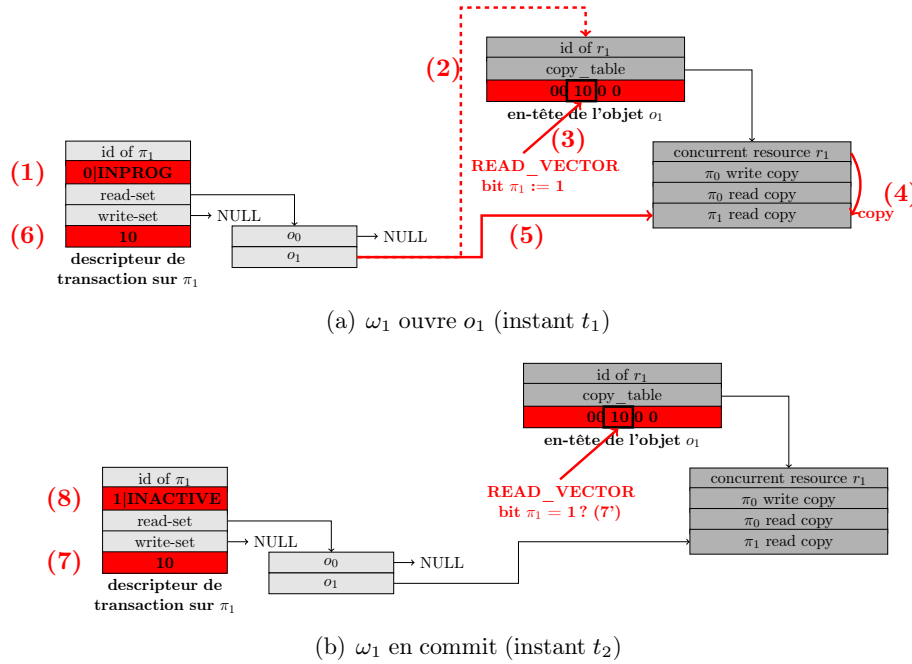 (2)
id of r₁
copy_table
00 10 0 0
en-tête de l'objet o₁
(3)
READ_VECTOR
bit π₁ := 1
(1)
id of π₁
0|INPROG
read-set
write-set
NULL
(6)
10
descripteur de
transaction sur π₁
o₀
NULL
o₁
(5)
concurrent resource r₁
π₀ write copy
π₀ read copy
π₁ read copy
(4)
copy
(a) ω₁ ouvre o₁ (instant t₁)
id of r₁
copy_table
00 10 0 0
en-tête de l'objet o₁
READ_VECTOR
bit π₁ = 1 ? (7')
(8)
id of π₁
1|INACTIVE
read-set
write-set
NULL
(7)
10
descripteur de
transaction sur π₁
o₀
NULL
o₁
concurrent resource r₁
π₀ write copy
π₀ read copy
π₁ read copy
(b) ω₁ en commit (instant t₂)